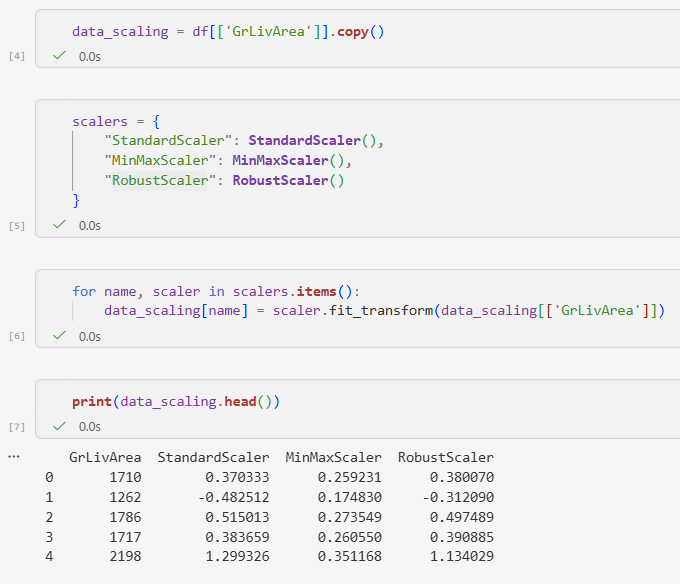 data_scaling = df[['GrLivArea']].copy()
[4]
0.0s
scalers = {
    "StandardScaler": StandardScaler(),
    "MinMaxScaler": MinMaxScaler(),
    "RobustScaler": RobustScaler()
}
[5]
0.0s
for name, scaler in scalers.items():
    data_scaling[name] = scaler.fit_transform(data_scaling[['GrLivArea']])
[6]
0.0s
print(data_scaling.head())
[7]
0.0s
...
   GrLivArea  StandardScaler  MinMaxScaler  RobustScaler
0       1710        0.370333      0.259231      0.380070
1       1262       -0.482512      0.174830     -0.312090
2       1786        0.515013      0.273549      0.497489
3       1717        0.383659      0.260550      0.390885
4       2198        1.299326      0.351168      1.134029